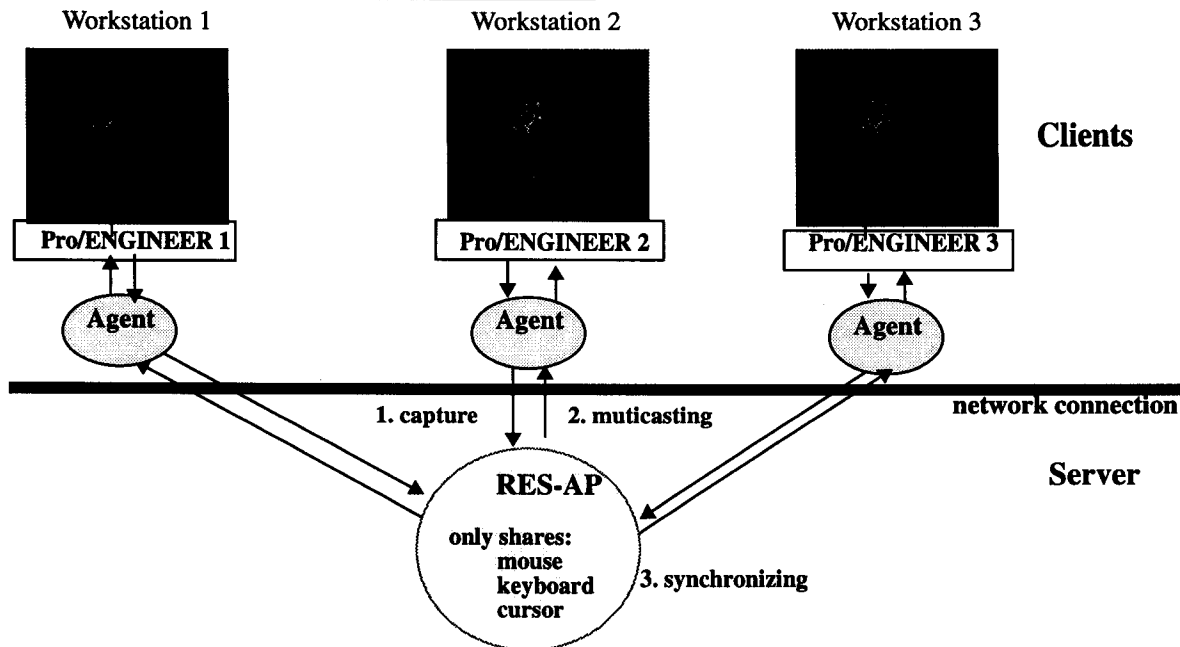 Workstation 1
Workstation 2
Workstation 3
Clients
Pro/ENGINEER 1
Pro/ENGINEER 2
Pro/ENGINEER 3
Agent
Agent
Agent
network connection
1. capture
2. muticasting
Server
RES-AP
only shares:
mouse
keyboard
cursor
3. synchronizing